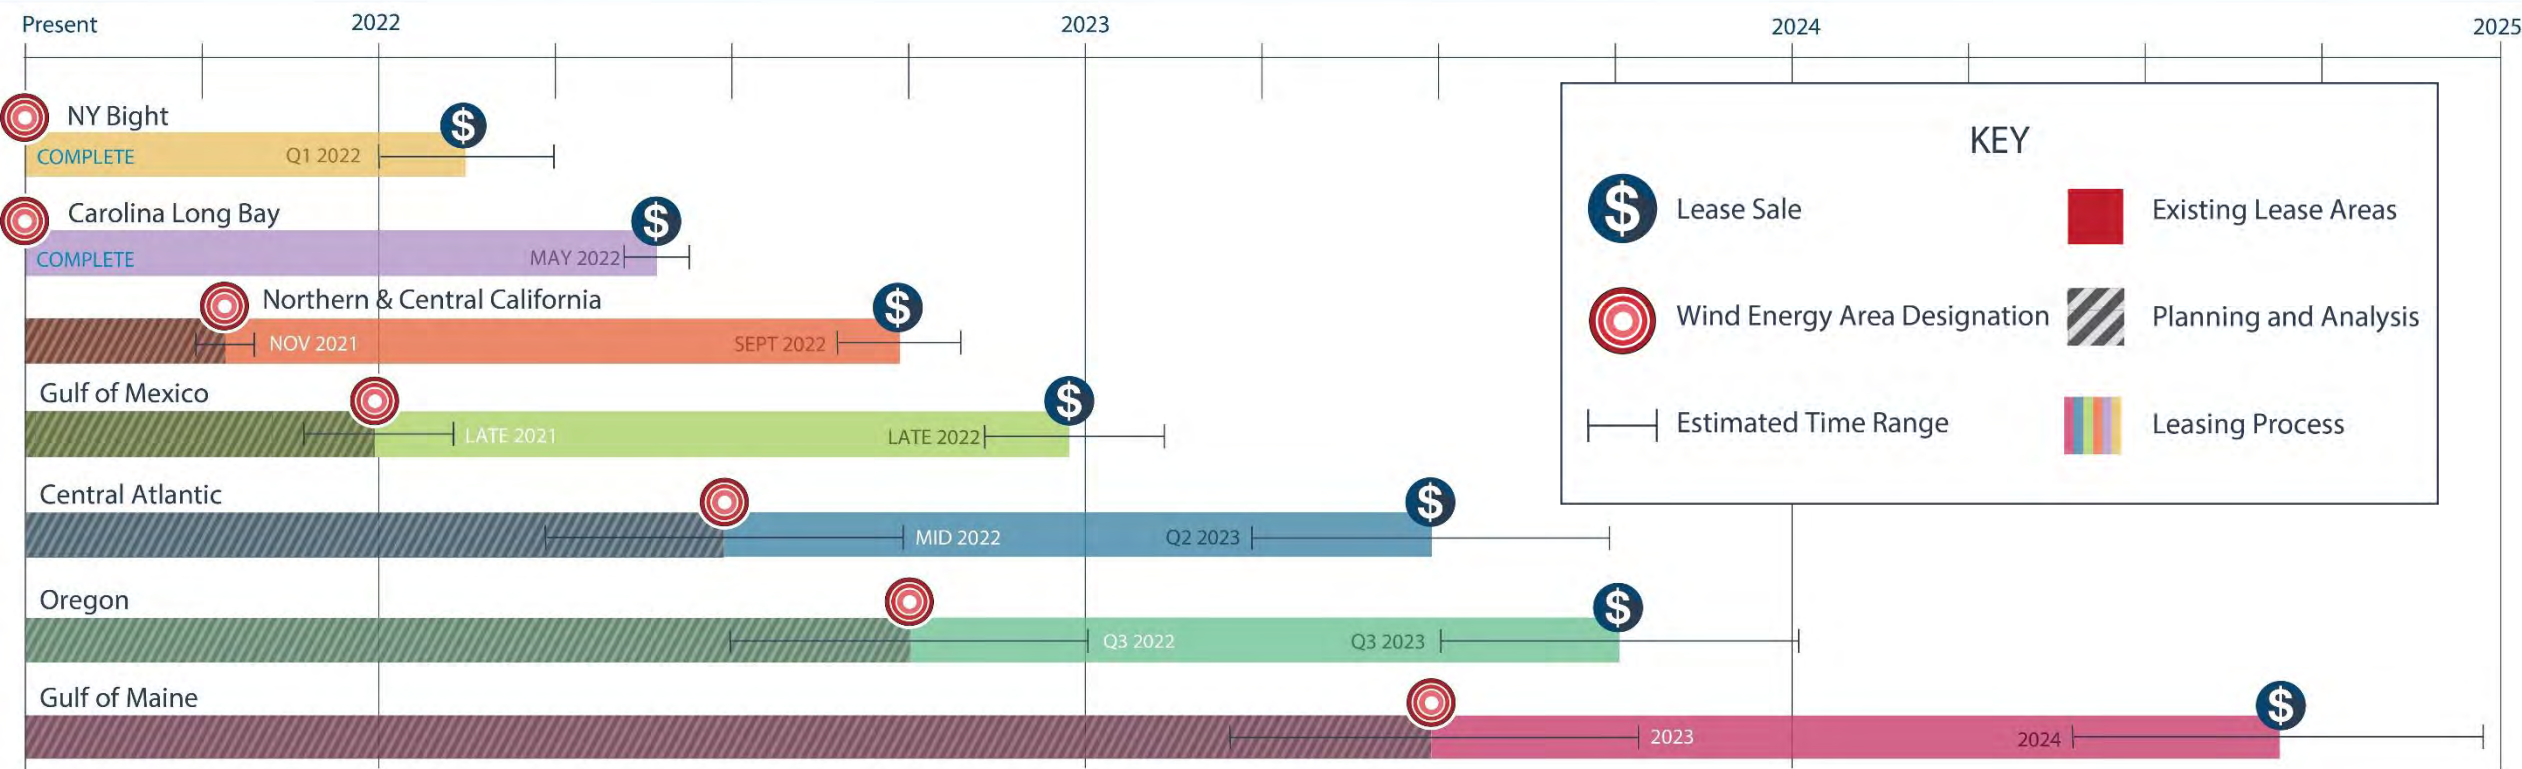 Present 2022 2023 2024 2025
NY Bight
COMPLETE Q1 2022
$
Carolina Long Bay
COMPLETE MAY 2022
$
Northern & Central California
NOV 2021 SEPT 2022
$
Gulf of Mexico
LATE 2021 LATE 2022
$
Central Atlantic
MID 2022 Q2 2023
$
Oregon
Q3 2022 Q3 2023
$
Gulf of Maine
2023 2024
$
KEY
$ Lease Sale
Existing Lease Areas
Wind Energy Area Designation
Planning and Analysis
Estimated Time Range
Leasing Process